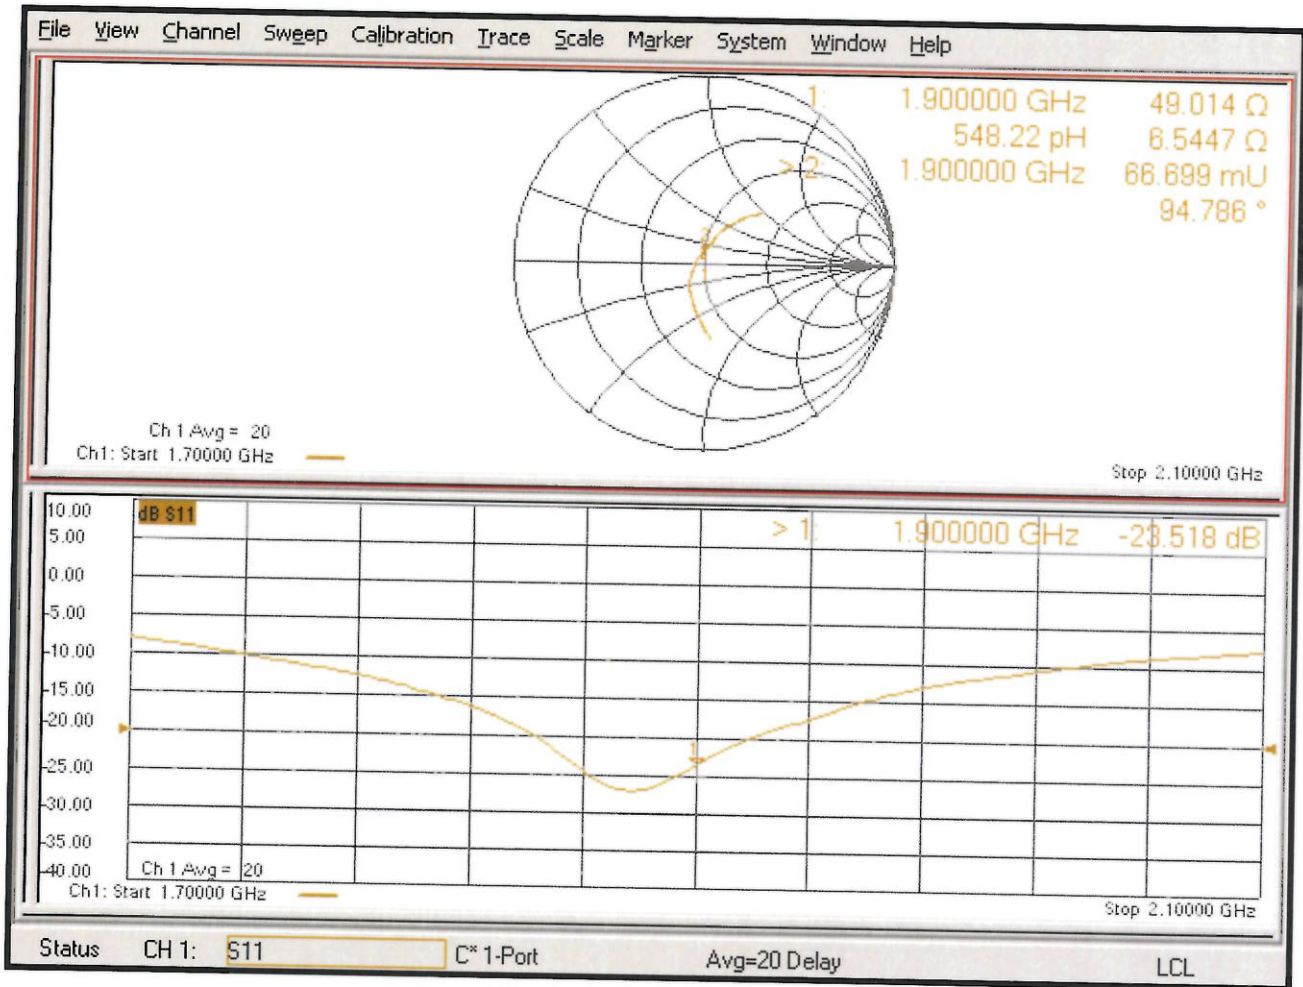 File View Channel Sweep Calibration Trace Scale Marker System Window Help
1: 1.900000 GHz 49.014 Ω
548.22 pH 6.5447 Ω
> 2: 1.900000 GHz 66.699 mU
94.786 °
Ch 1 Avg = 20
Ch1: Start 1.70000 GHz
Stop 2.10000 GHz
10.00
dB S11
> 1: 1.900000 GHz -23.518 dB
5.00
0.00
-5.00
-10.00
-15.00
-20.00
1
-25.00
-30.00
-35.00
-40.00
Ch 1 Avg = 20
Ch1: Start 1.70000 GHz
Stop 2.10000 GHz
Status CH 1: S11 C* 1-Port Avg=20 Delay LCL